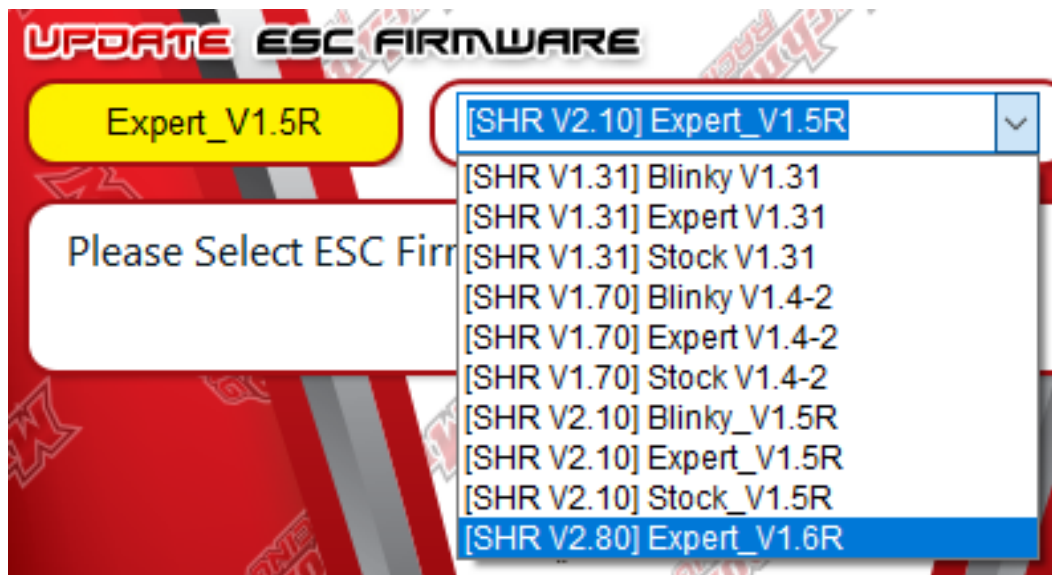 UPDATE ESC FIRMWARE
Expert_V1.5R
[SHR V2.10] Expert_V1.5R
[SHR V1.31] Blinky V1.31
[SHR V1.31] Expert V1.31
[SHR V1.31] Stock V1.31
[SHR V1.70] Blinky V1.4-2
[SHR V1.70] Expert V1.4-2
[SHR V1.70] Stock V1.4-2
[SHR V2.10] Blinky_V1.5R
[SHR V2.10] Expert_V1.5R
[SHR V2.10] Stock_V1.5R
[SHR V2.80] Expert_V1.6R
Please Select ESC Firm